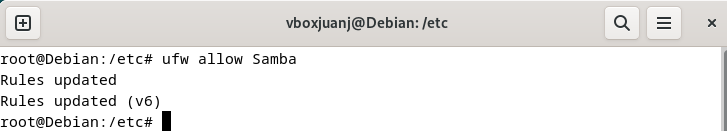 vboxjuanj@Debian: /etc
root@Debian:/etc# ufw allow Samba
Rules updated
Rules updated (v6)
root@Debian:/etc#